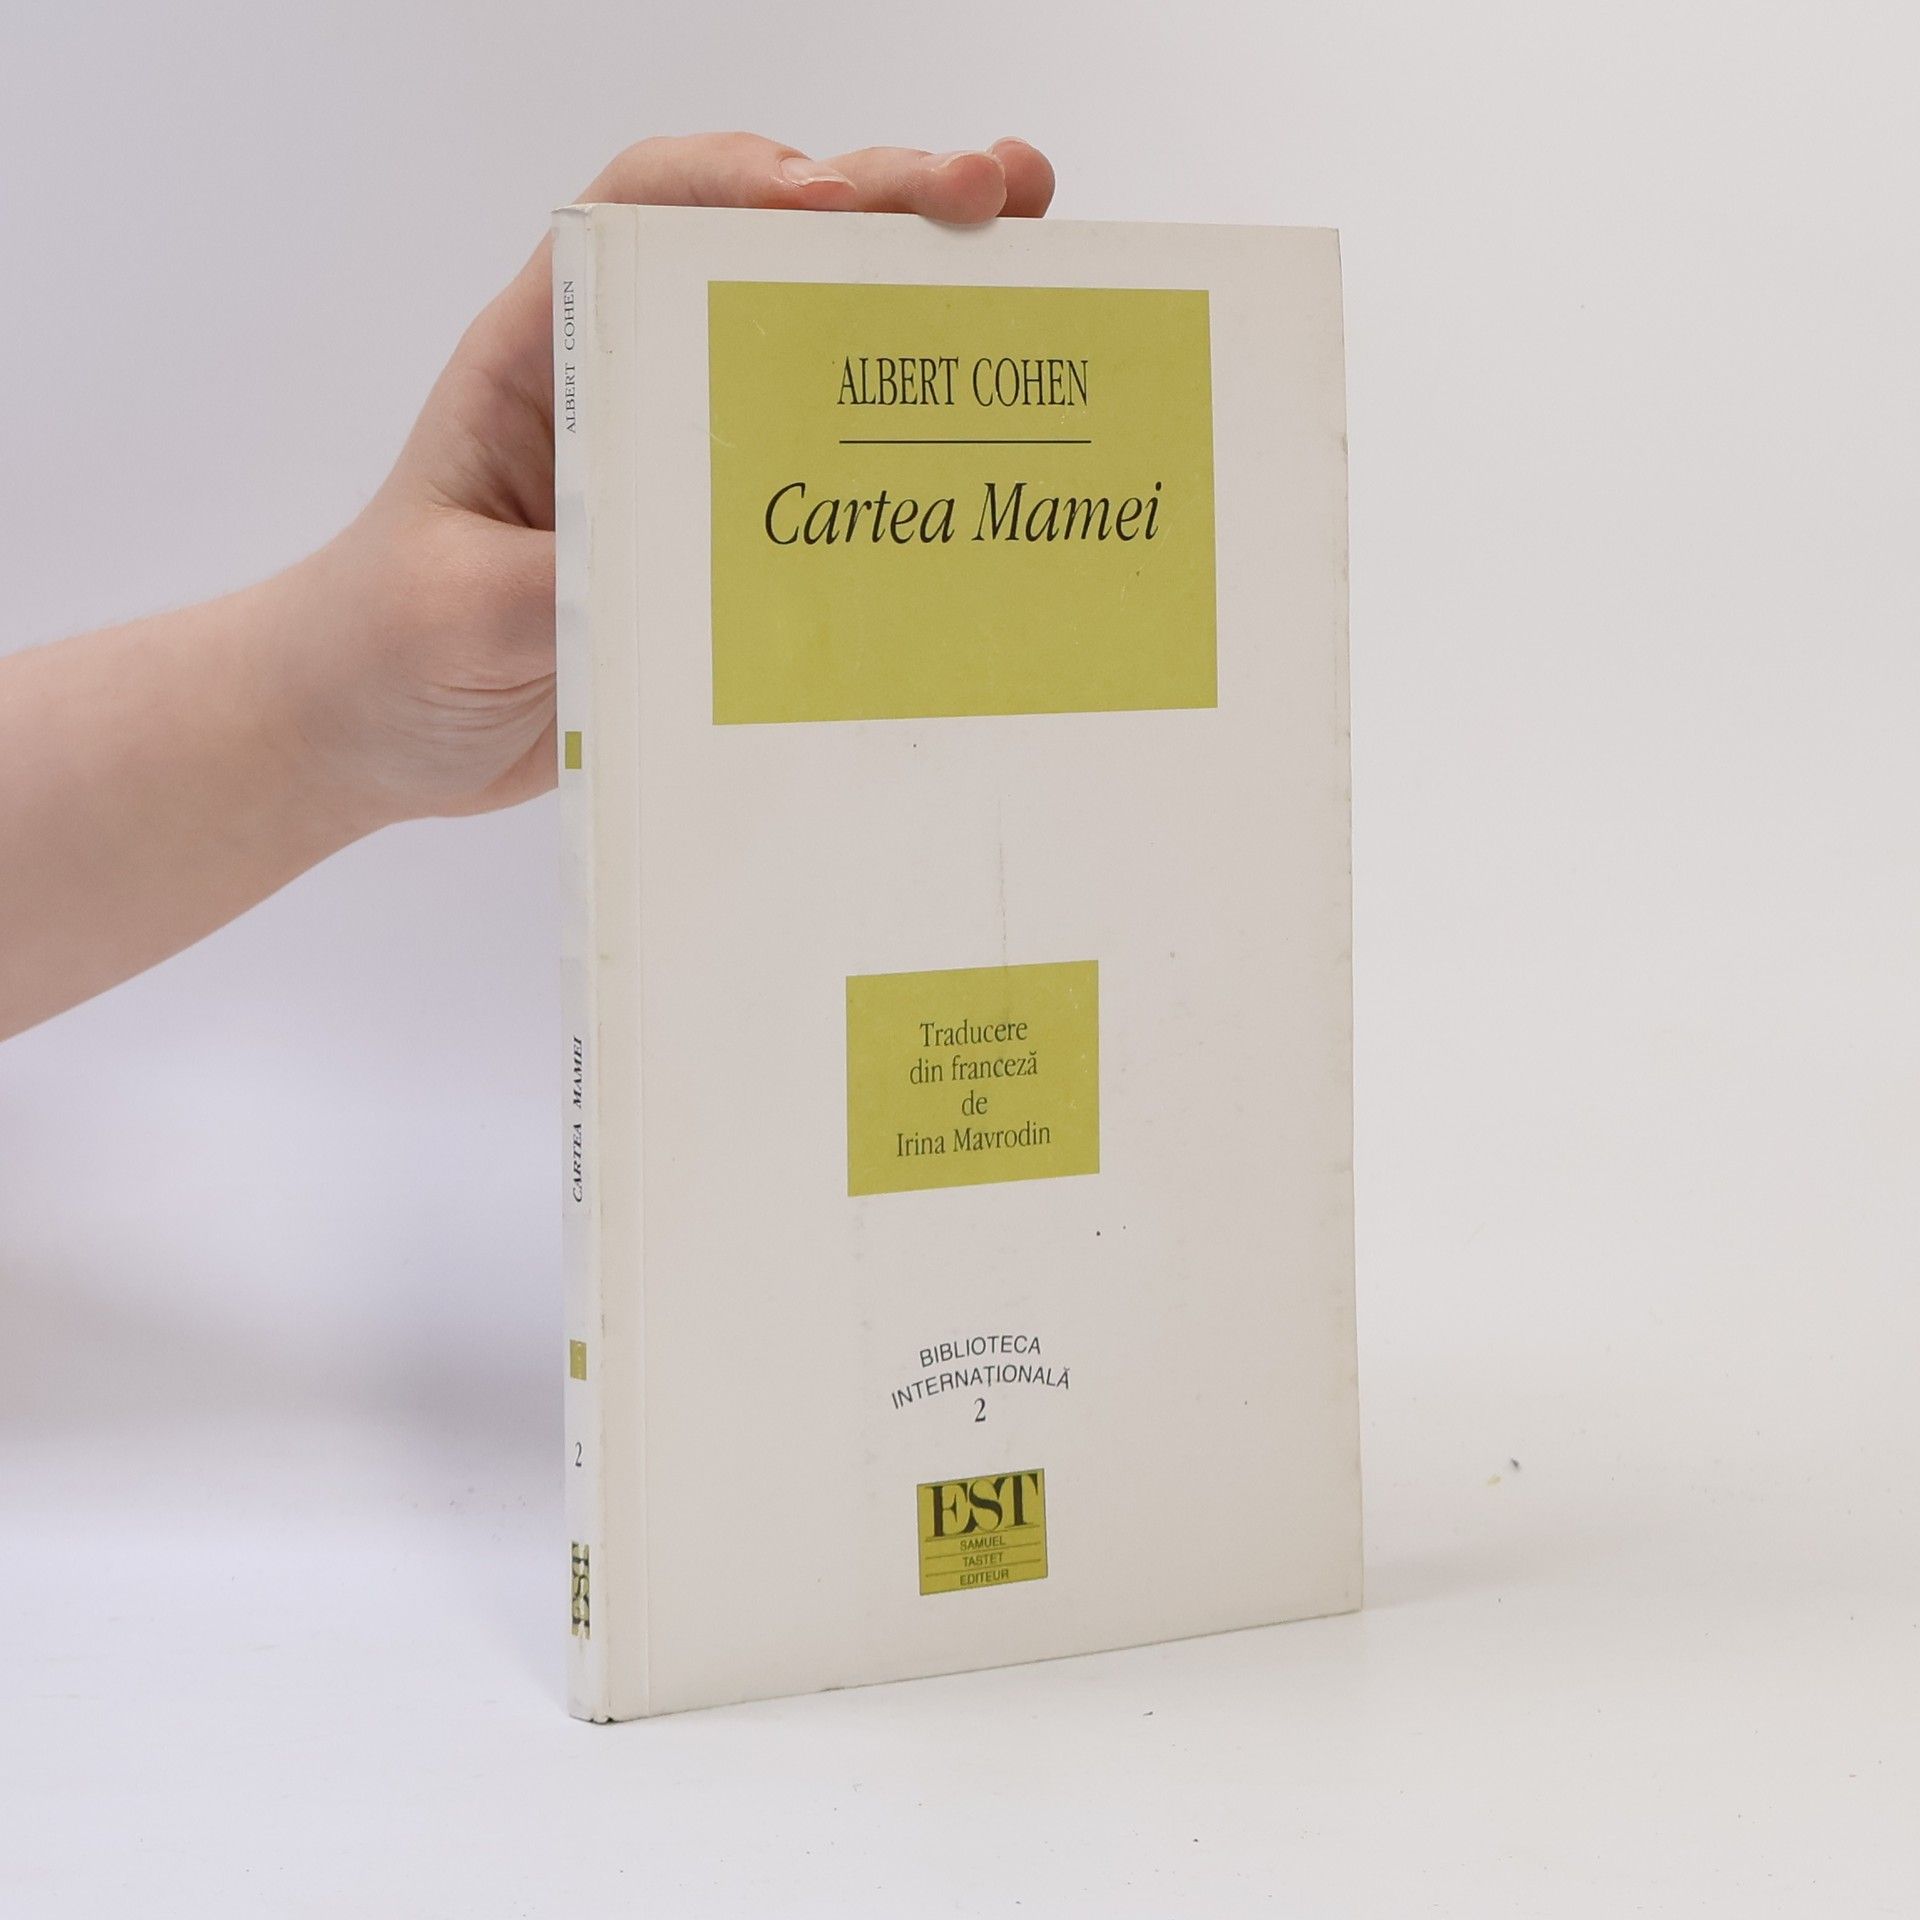 ALBERT COHEN
Cartea Mamei
Traducere
din franceză
de
Irina Mavrodin
BIBLIOTECA
INTERNAŢIONALĂ
2
EST
SAMUEL
TASTET
EDITEUR
ALBERT COHEN
CARTEA MAMEI
2
EST